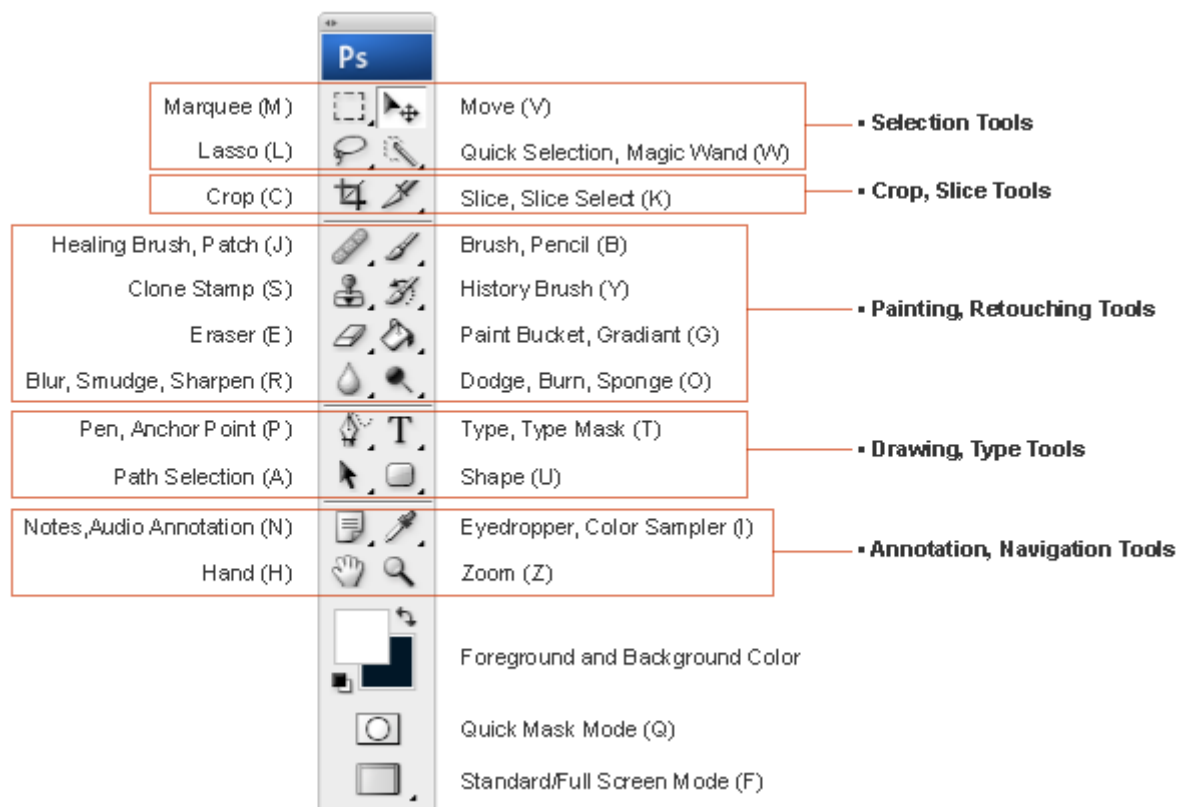 Ps
Marquee (M) Move (V)
▪ Selection Tools
Lasso (L) Quick Selection, Magic Wand (W)
Crop (C) Slice, Slice Select (K)
▪ Crop, Slice Tools
Healing Brush, Patch (J) Brush, Pencil (B)
Clone Stamp (S) History Brush (Y)
▪ Painting, Retouching Tools
Eraser (E) Paint Bucket, Gradiant (G)
Blur, Smudge, Sharpen (R) Dodge, Burn, Sponge (O)
Pen, Anchor Point (P) T Type, Type Mask (T)
▪ Drawing, Type Tools
Path Selection (A) Shape (U)
Notes,Audio Annotation (N) Eyedropper, Color Sampler (I)
▪ Annotation, Navigation Tools
Hand (H) Zoom (Z)
Foreground and Background Color
Quick Mask Mode (Q)
Standard/Full Screen Mode (F)